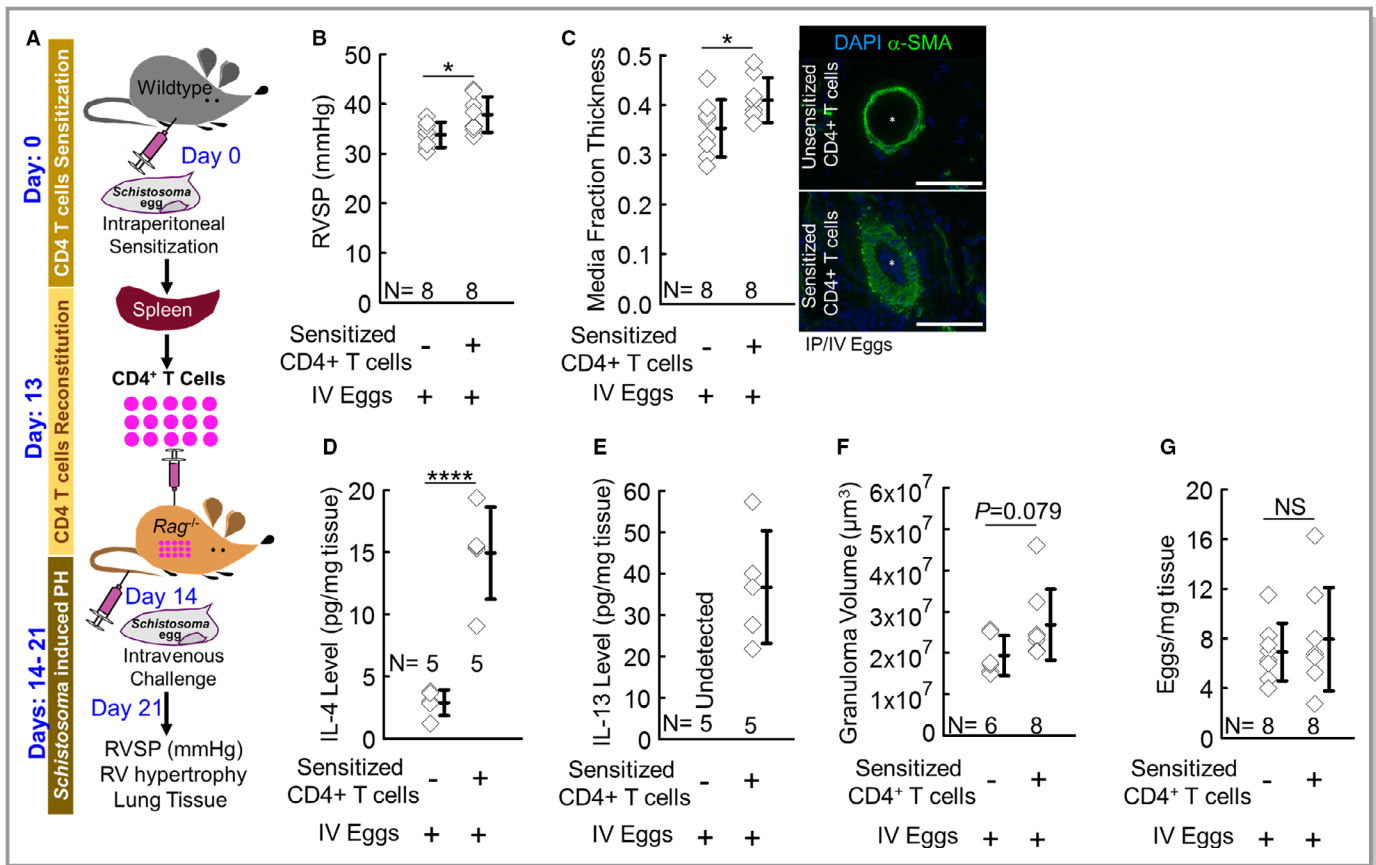 A
Day: 0
CD4 T cells Sensitization
Wildtype
Day 0
Schistosoma
egg
Intraperitoneal
Sensitization
Spleen
Day: 13
CD4 T cells Reconstitution
CD4⁺ T Cells
Rag-/-
Days: 14- 21
Schistosoma induced PH
Day 14
Schistosoma
egg
Intravenous
Challenge
Day 21
RVSP (mmHg)
RV hypertrophy
Lung Tissue
B
RVSP (mmHg)
50
40
30
20
10
0
*
N= 8 8
Sensitized
CD4+ T cells - +
IV Eggs + +
C
Media Fraction Thickness
0.5
0.4
0.3
0.2
0.1
0.0
*
N= 8 8
Sensitized
CD4+ T cells - +
IV Eggs + +
DAPI α-SMA
Unsensitized
CD4+ T cells
*
Sensitized
CD4+ T cells
*
IP/IV Eggs
D
IL-4 Level (pg/mg tissue)
20
15
10
5
0
****
N= 5 5
Sensitized
CD4+ T cells - +
IV Eggs + +
E
IL-13 Level (pg/mg tissue)
60
50
40
30
20
10
0
Undetected
N= 5 5
Sensitized
CD4+ T cells - +
IV Eggs + +
F
Granuloma Volume (µm³)
6x10⁷
5x10⁷
4x10⁷
3x10⁷
2x10⁷
1x10⁷
0
P=0.079
N= 6 8
Sensitized
CD4⁺ T cells - +
IV Eggs + +
G
Eggs/mg tissue
20
16
12
8
4
0
NS
N= 8 8
Sensitized
CD4⁺ T cells - +
IV Eggs + +